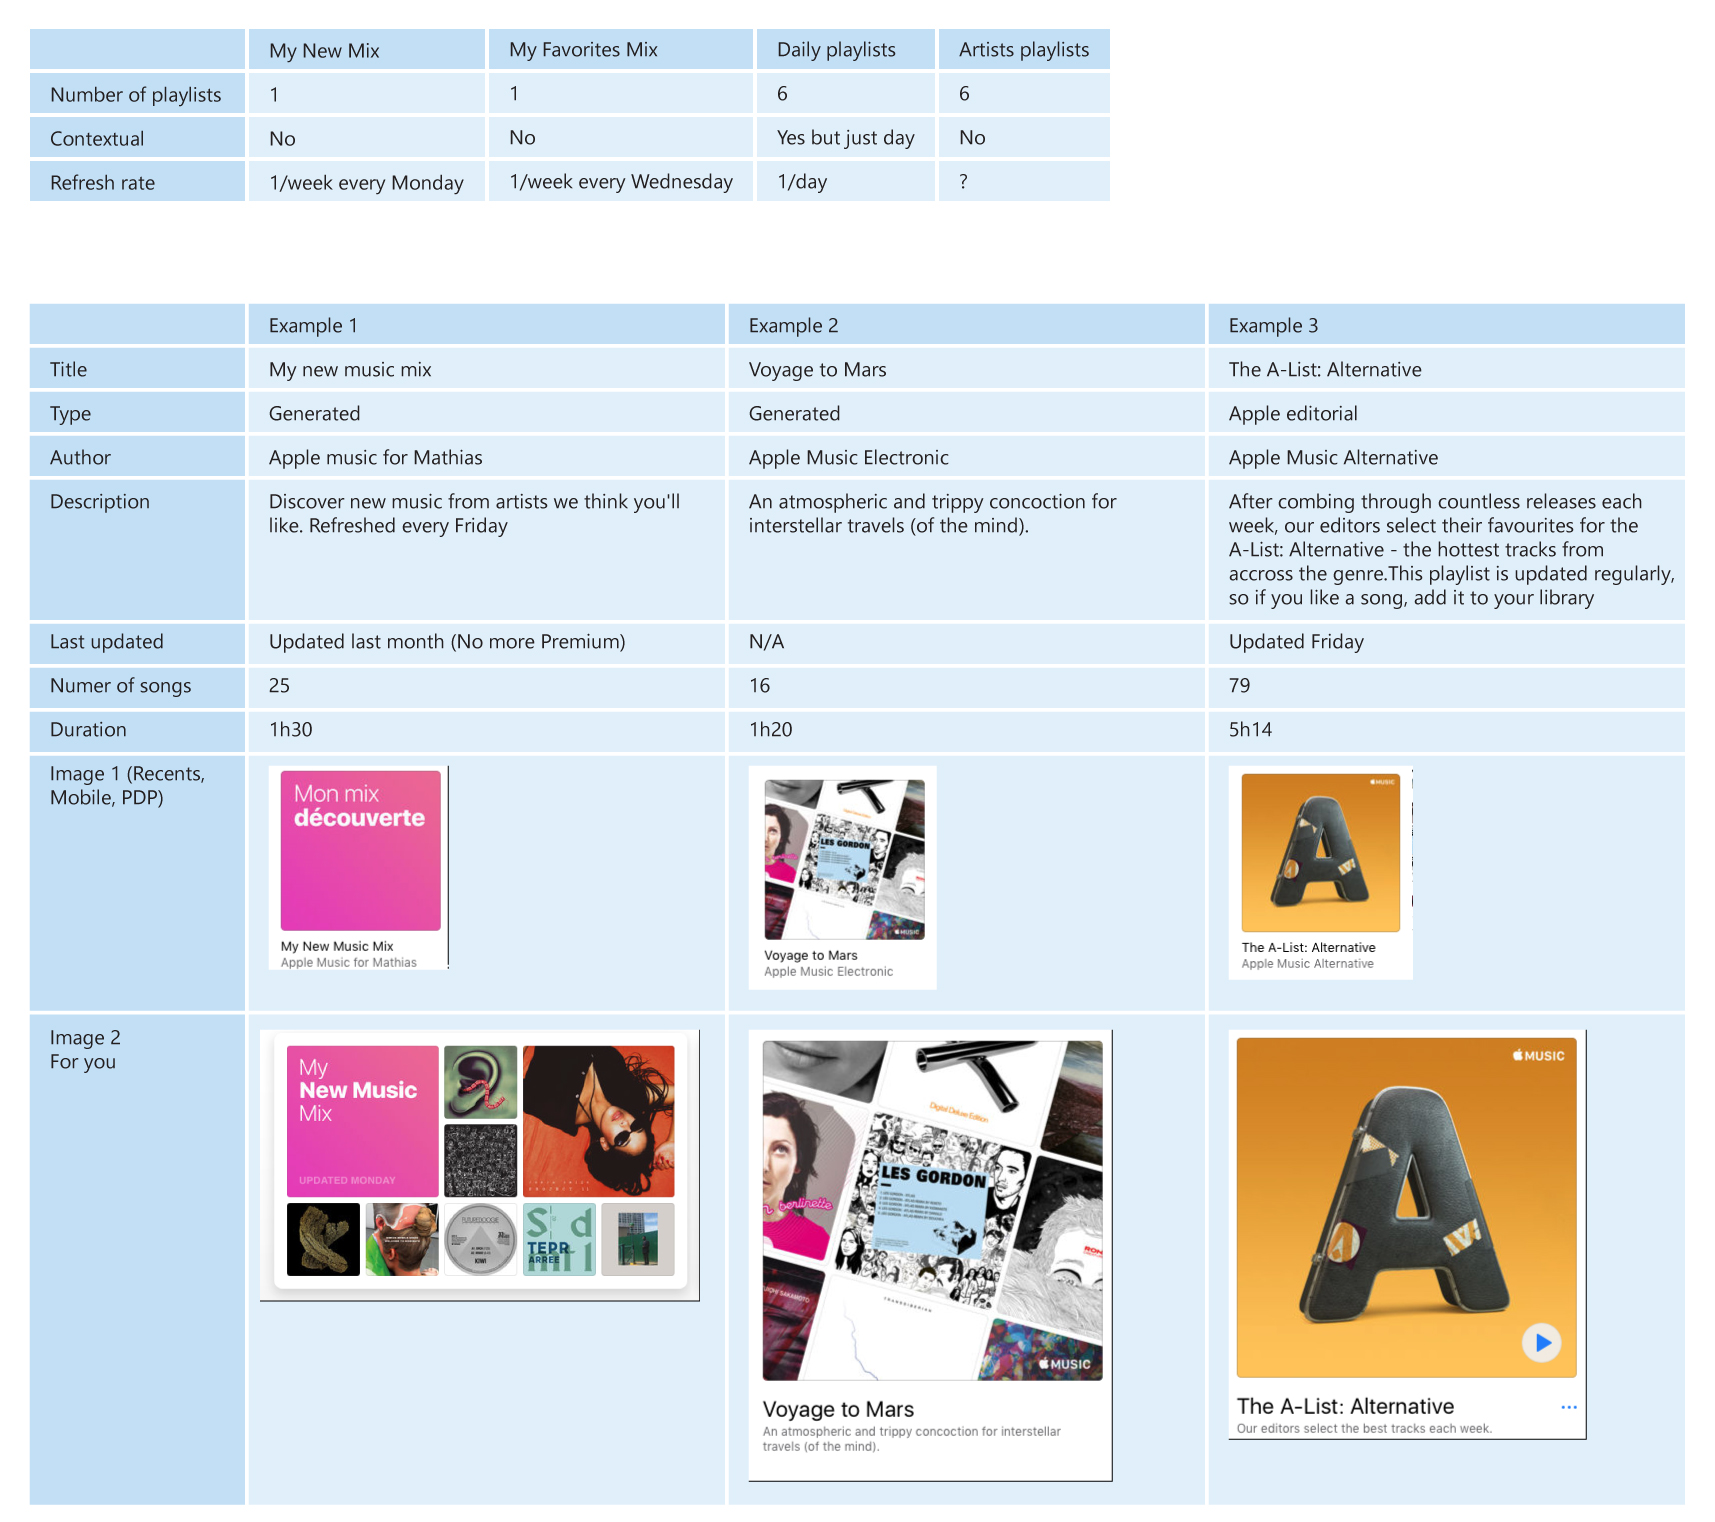 My New Mix
My Favorites Mix
Daily playlists
Artists playlists
Number of playlists
1
1
6
6
Contextual
No
No
Yes but just day
No
Refresh rate
1/week every Monday
1/week every Wednesday
1/day
?
Example 1
Example 2
Example 3
Title
My new music mix
Voyage to Mars
The A-List: Alternative
Type
Generated
Generated
Apple editorial
Author
Apple music for Mathias
Apple Music Electronic
Apple Music Alternative
Description
Discover new music from artists we think you'll
like. Refreshed every Friday
An atmospheric and trippy concoction for
interstellar travels (of the mind).
After combing through countless releases each
week, our editors select their favourites for the
A-List: Alternative - the hottest tracks from
accross the genre.This playlist is updated regularly,
so if you like a song, add it to your library
Last updated
Updated last month (No more Premium)
N/A
Updated Friday
Numer of songs
25
16
79
Duration
1h30
1h20
5h14
Image 1 (Recents,
Mobile, PDP)
Mon mix
découverte
My New Music Mix
Apple Music for Mathias
LES GORDON
MUSIC
Voyage to Mars
Apple Music Electronic
MUSIC
The A-List: Alternative
Apple Music Alternative
Image 2
For you
My
New Music
Mix
UPDATED MONDAY
FUTUREBOOGIE
KIWI
TEPR
ARREE
Digital Deluxe Edition
LES GORDON
berlinette
TRANSSIBERIAN
MUSIC
Voyage to Mars
An atmospheric and trippy concoction for interstellar
travels (of the mind).
MUSIC
The A-List: Alternative
...
Our editors select the best tracks each week.